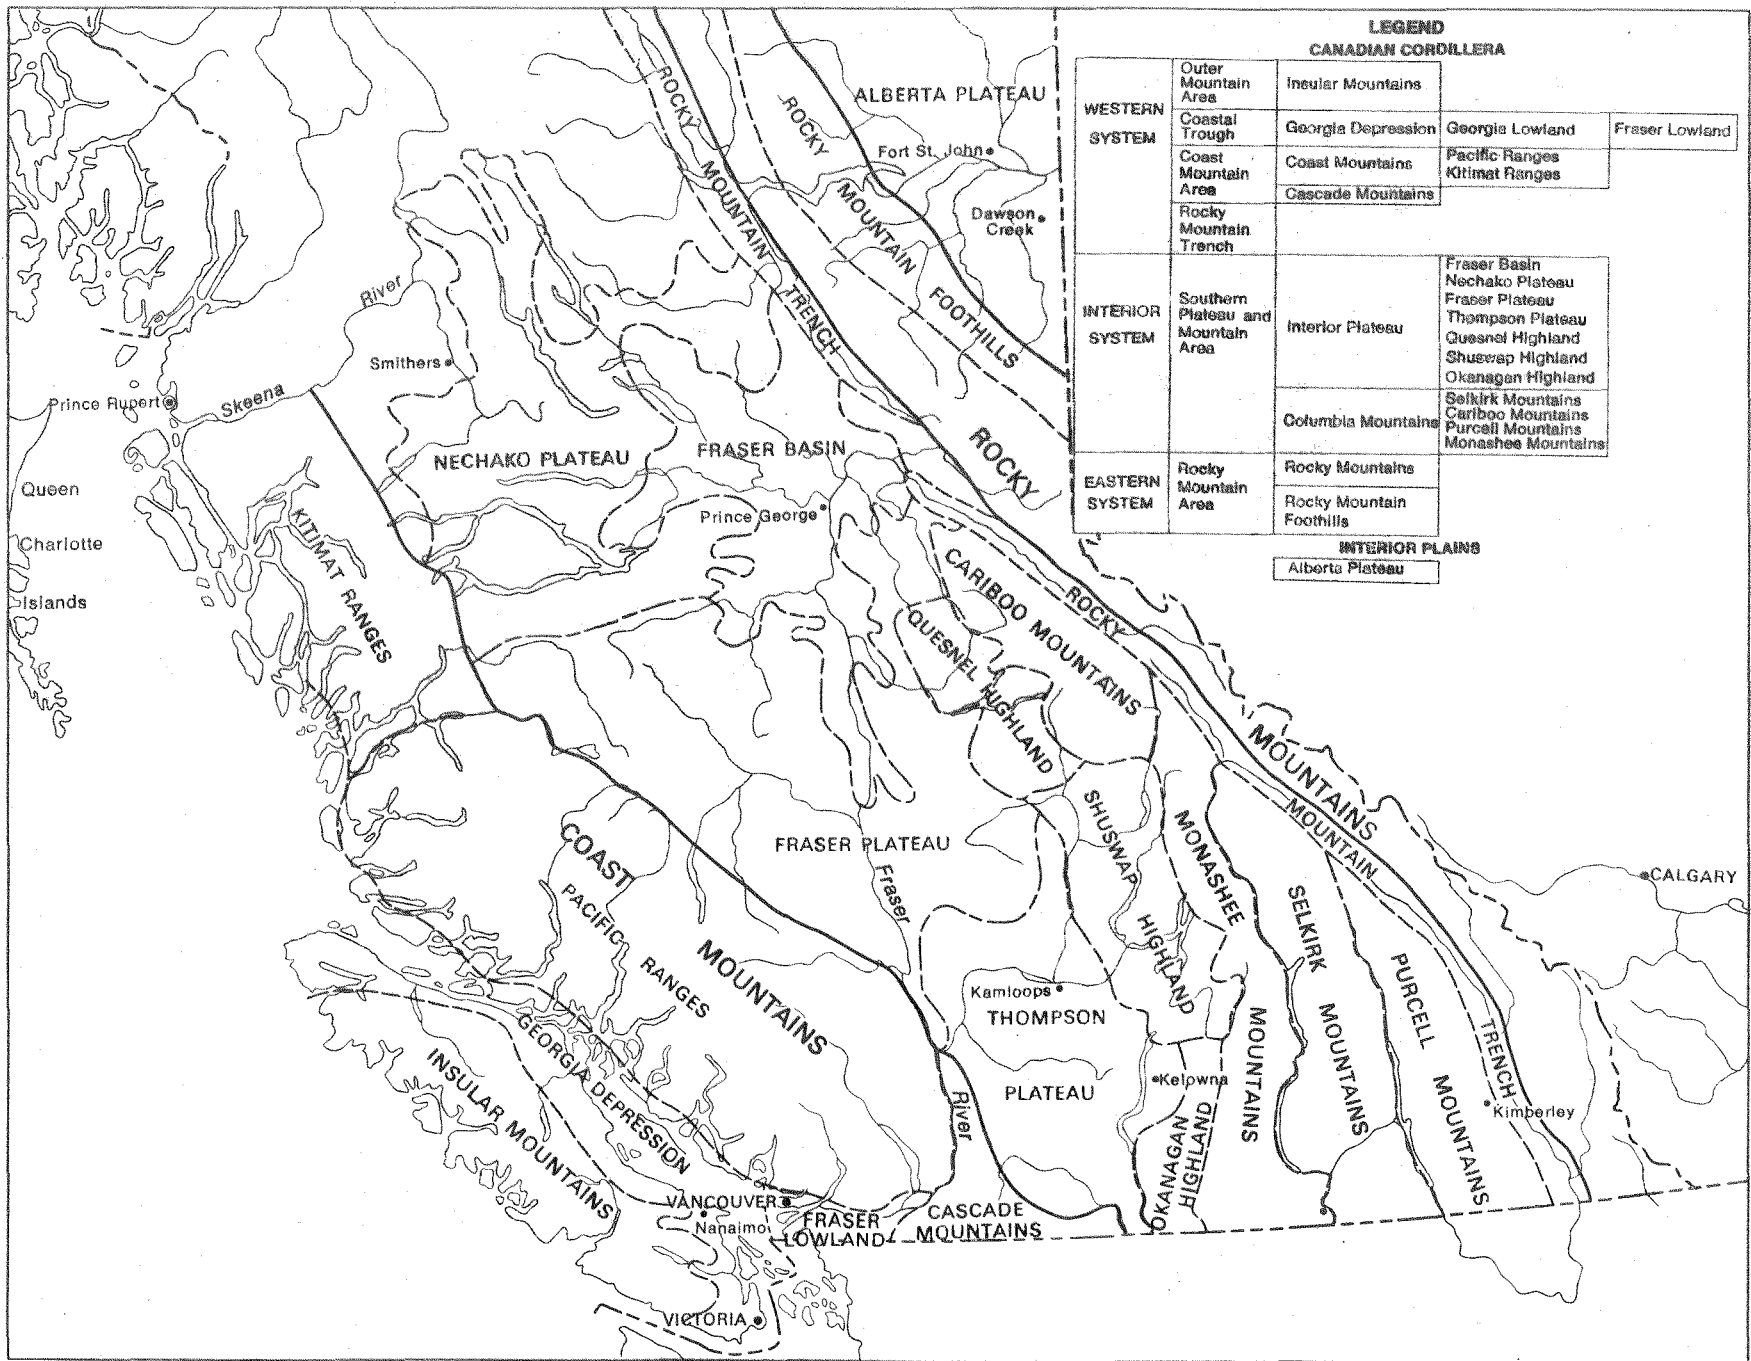 LEGEND
CANADIAN CORDILLERA
WESTERN
SYSTEM
Outer
Mountain
Area
Insular Mountains
Coastal
Trough
Georgia Depression
Georgia Lowland
Fraser Lowland
Coast
Mountain
Area
Coast Mountains
Pacific Ranges
Kitimat Ranges
Cascade Mountains
Rocky
Mountain
Trench
INTERIOR
SYSTEM
Southern
Plateau and
Mountain
Area
Interior Plateau
Fraser Basin
Nechako Plateau
Fraser Plateau
Thompson Plateau
Quesnel Highland
Shuswap Highland
Okanagan Highland
Columbia Mountains
Selkirk Mountains
Cariboo Mountains
Purcell Mountains
Monashee Mountains
EASTERN
SYSTEM
Rocky
Mountain
Area
Rocky Mountains
Rocky Mountain
Foothills
INTERIOR PLAINS
Alberta Plateau
ROCKY
MOUNTAIN
TRENCH
ROCKY
MOUNTAIN
FOOTHILLS
ALBERTA PLATEAU
Fort St. John
Dawson
Creek
River
Smithers
Prince Rupert
Skeena
NECHAKO PLATEAU
FRASER BASIN
ROCKY
Queen
Charlotte
Islands
KITIMAT RANGES
Prince George
CARIBOO MOUNTAINS
ROCKY
QUESNEL HIGHLAND
MOUNTAINS
MOUNTAIN
COAST
MOUNTAINS
PACIFIC
RANGES
FRASER PLATEAU
Fraser
SHUSWAP
HIGHLAND
MONASHEE
MOUNTAINS
SELKIRK
MOUNTAINS
PURCELL
MOUNTAINS
TRENCH
CALGARY
Kamloops
THOMPSON
PLATEAU
GEORGIA DEPRESSION
INSULAR MOUNTAINS
River
Kelowna
OKANAGAN
HIGHLAND
Kimberley
VANCOUVER
Nanaimo
FRASER
LOWLAND
CASCADE
MOUNTAINS
VICTORIA